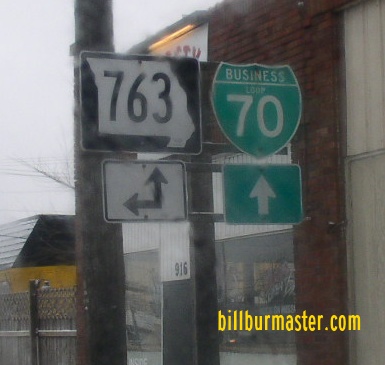 763
BUSINESS
LOOP
70
916
billburmaster.com